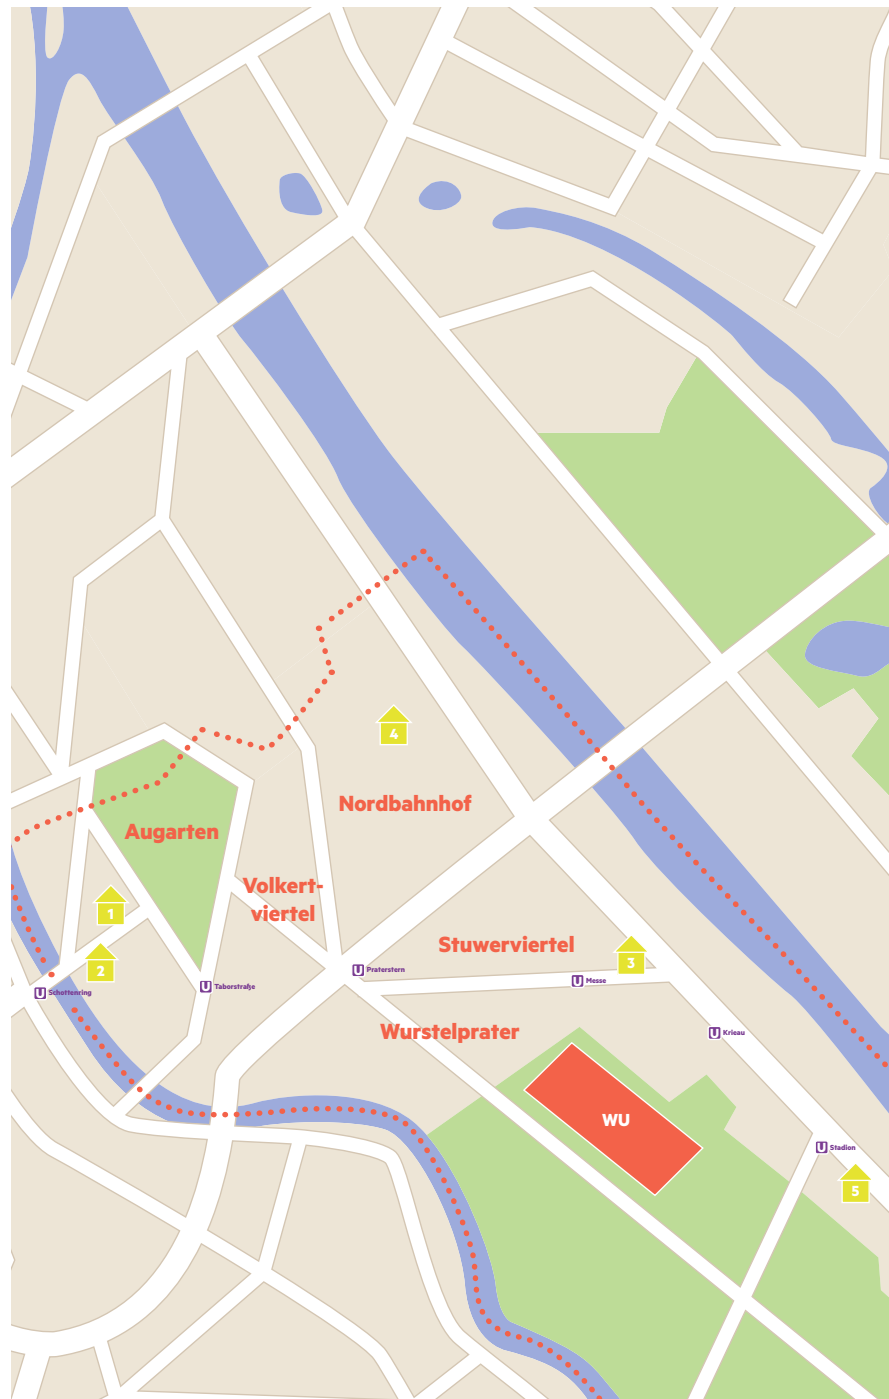 4
Nordbahnhof
Augarten
Volkert-
viertel
1
Stuwerviertel
3
2
U Praterstern
U Messe
U Taborstraße
U Schottenring
Wurstelprater
U Krieau
WU
U Stadion
5